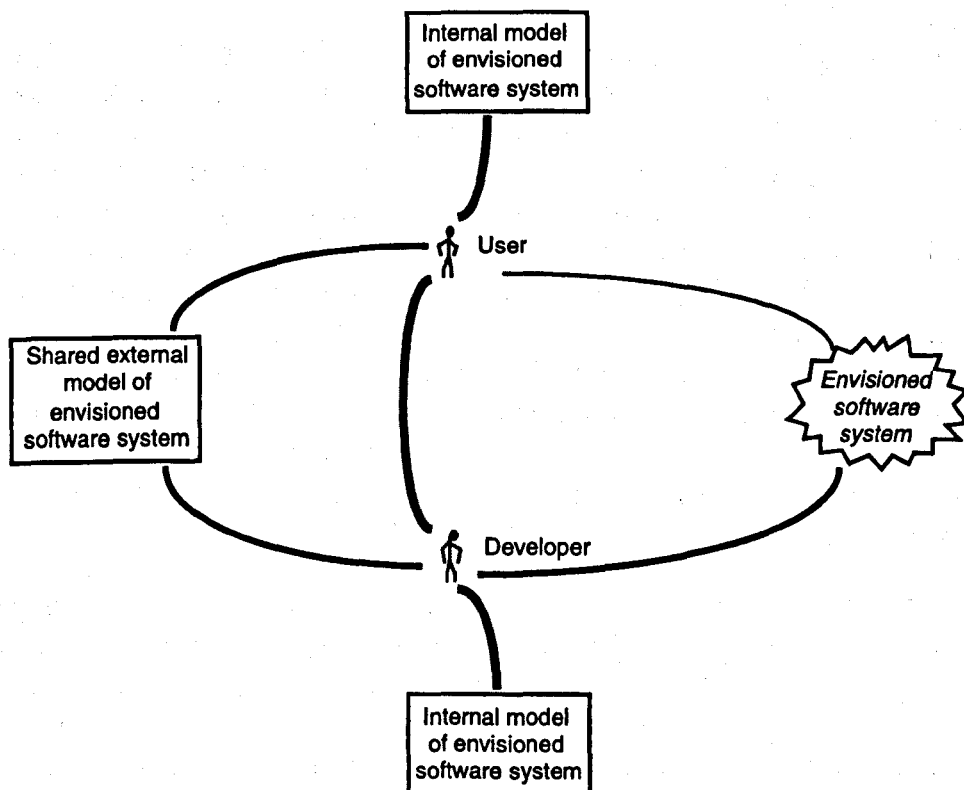 Internal model
of envisioned
software system
User
Shared external
model of
envisioned
software system
Envisioned
software
system
Developer
Internal model
of envisioned
software system